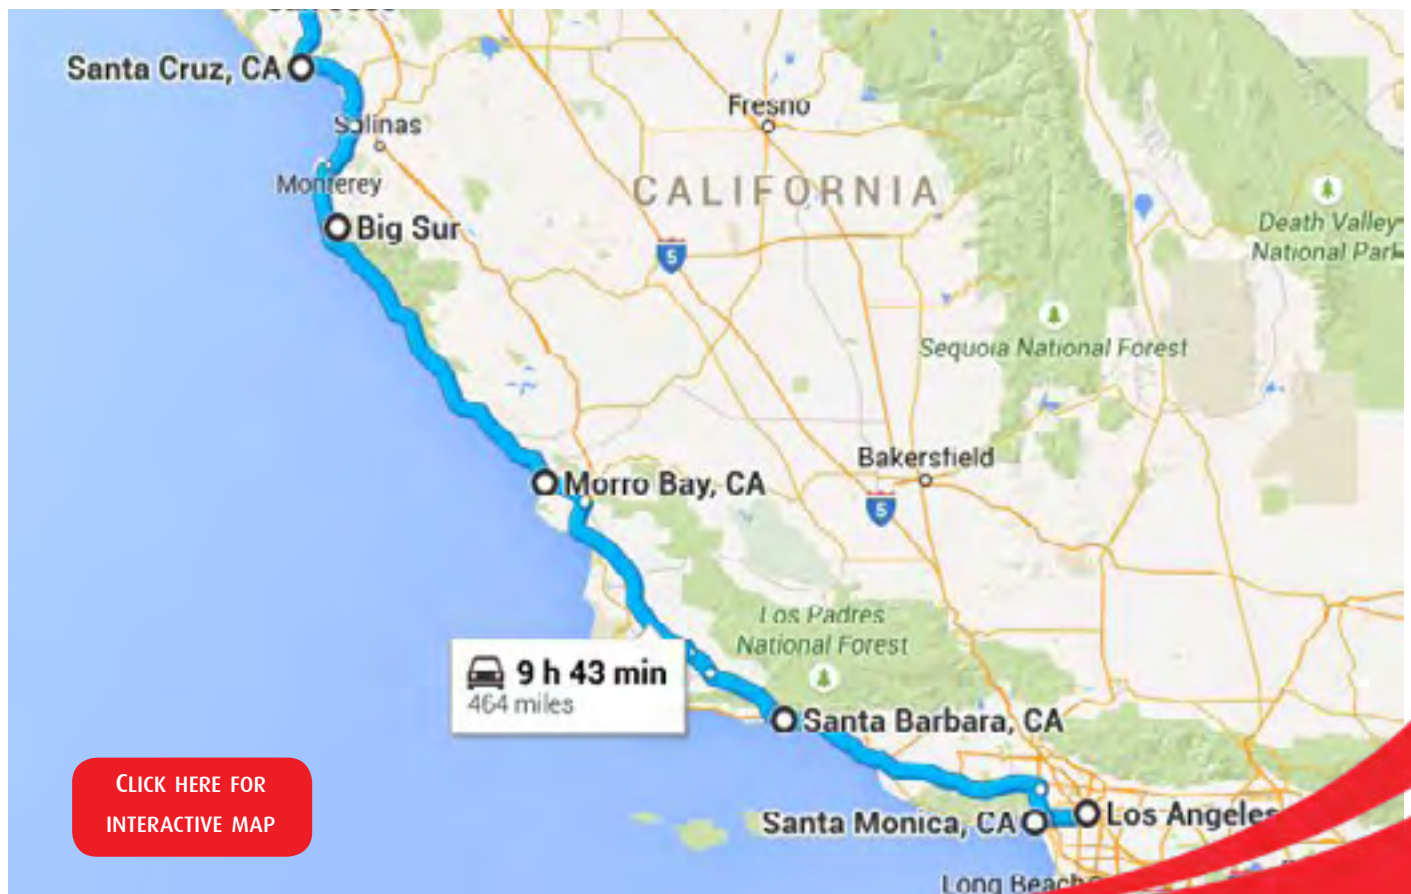 Santa Cruz, CA
Salinas
Monterey
Big Sur
Fresno
CALIFORNIA
5
Death Valley
National Park
Sequoia National Forest
Morro Bay, CA
Bakersfield
5
Los Padres
National Forest
9 h 43 min
464 miles
Santa Barbara, CA
CLICK HERE FOR
INTERACTIVE MAP
Santa Monica, CA
Los Angeles
Long Beach